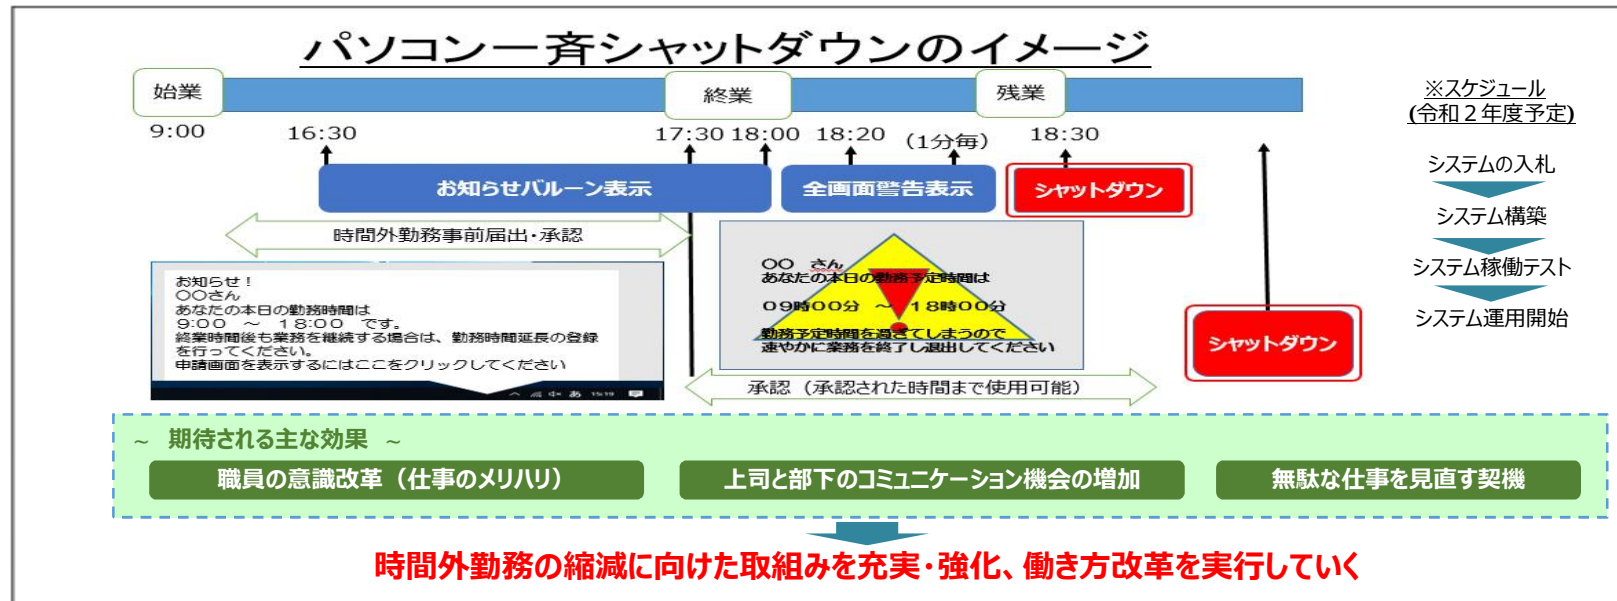 パソコン一斉シャットダウンのイメージ
始業
終業
残業
9:00
16:30
17:30
18:00
18:20
(1分毎)
18:30
お知らせバルーン表示
全画面警告表示
シャットダウン
時間外勤務事前届出・承認
お知らせ！
〇〇さん
あなたの本日の勤務時間は
9:00 ～ 18:00 です。
終業時間後も業務を継続する場合は、勤務時間延長の登録
を行ってください。
申請画面を表示するにはここをクリックしてください
あ 15:19
〇〇 さん
あなたの本日の勤務予定時間は
09時00分 ～ 18時00分
勤務予定時間を過ぎてしまうので
速やかに業務を終了し退出してください
承認（承認された時間まで使用可能）
シャットダウン
※スケジュール
(令和２年度予定)
システムの入札
システム構築
システム稼働テスト
システム運用開始
～ 期待される主な効果 ～
職員の意識改革（仕事のメリハリ）
上司と部下のコミュニケーション機会の増加
無駄な仕事を見直す契機
時間外勤務の縮減に向けた取組みを充実・強化、働き方改革を実行していく